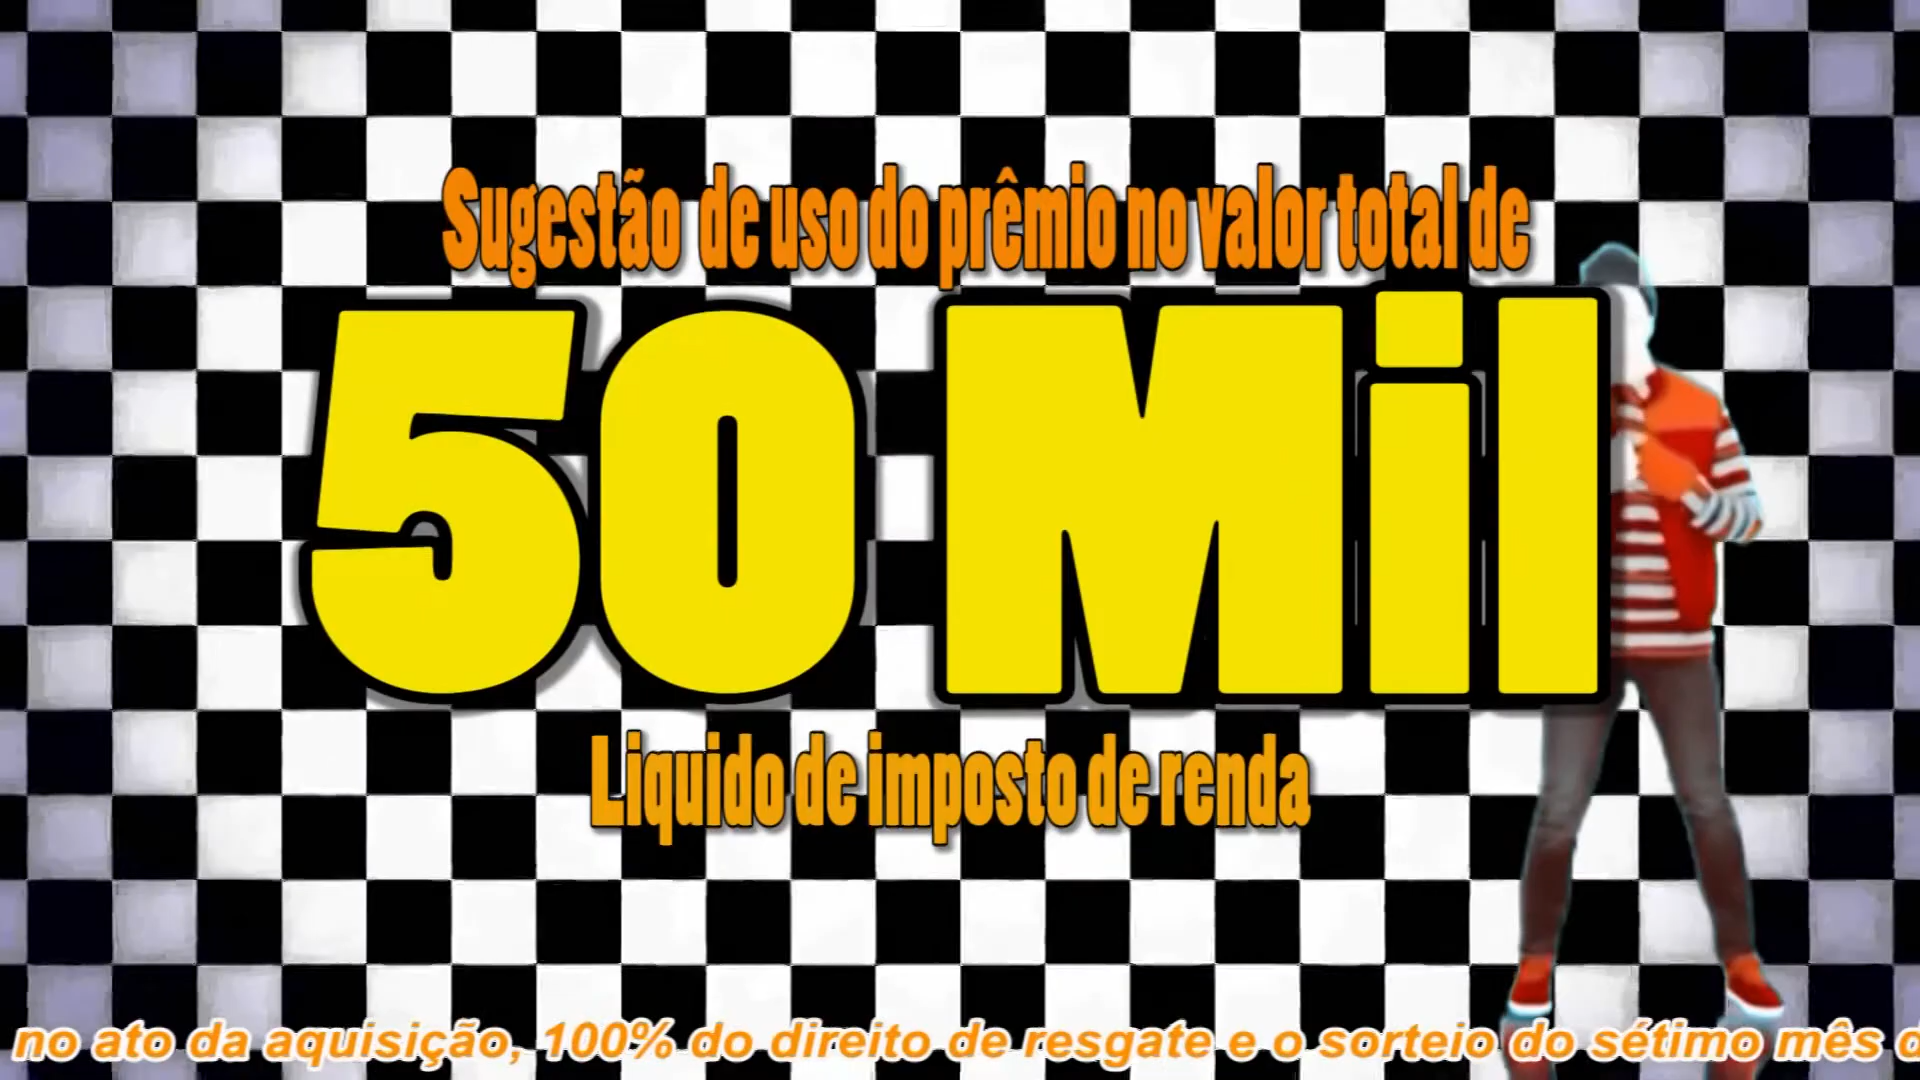 Sugestão de uso do prêmio no valor total de
50 Mil
Liquido de imposto de renda
no ato da aquisição, 100% do direito de resgate e o sorteio do sétimo mês